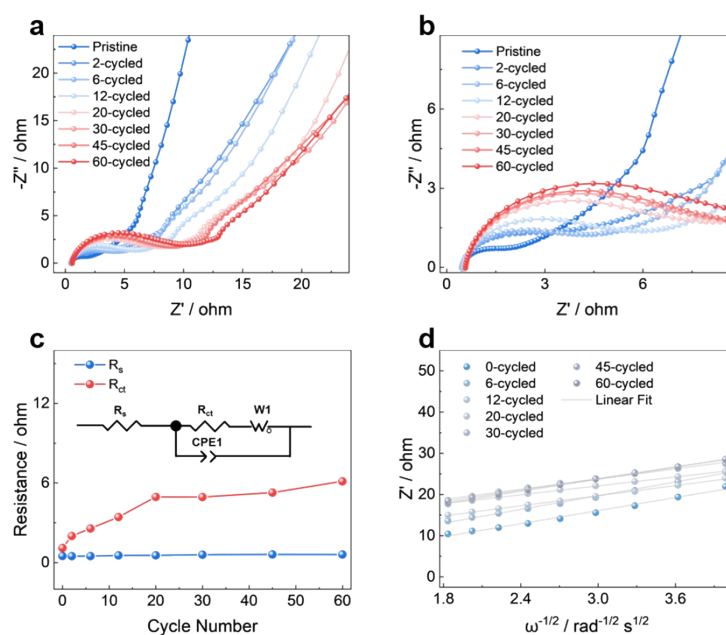 a
Pristine
2-cycled
6-cycled
12-cycled
20-cycled
30-cycled
45-cycled
60-cycled
25
20
15
10
5
0
-Z'' / ohm
0 5 10 15 20
Z' / ohm
b
Pristine
2-cycled
6-cycled
12-cycled
20-cycled
30-cycled
45-cycled
60-cycled
9
6
3
0
-Z'' / ohm
0 3 6
Z' / ohm
c
Rs
Rct
Rs Rct W1
CPE1
15
12
9
6
3
0
Resistance / ohm
0 10 20 30 40 50 60
Cycle Number
d
0-cycled 45-cycled
6-cycled 60-cycled
12-cycled Linear Fit
20-cycled
30-cycled
50
40
30
20
10
0
Z' / ohm
1.8 2.4 3.0 3.6
ω-1/2 / rad-1/2 s1/2